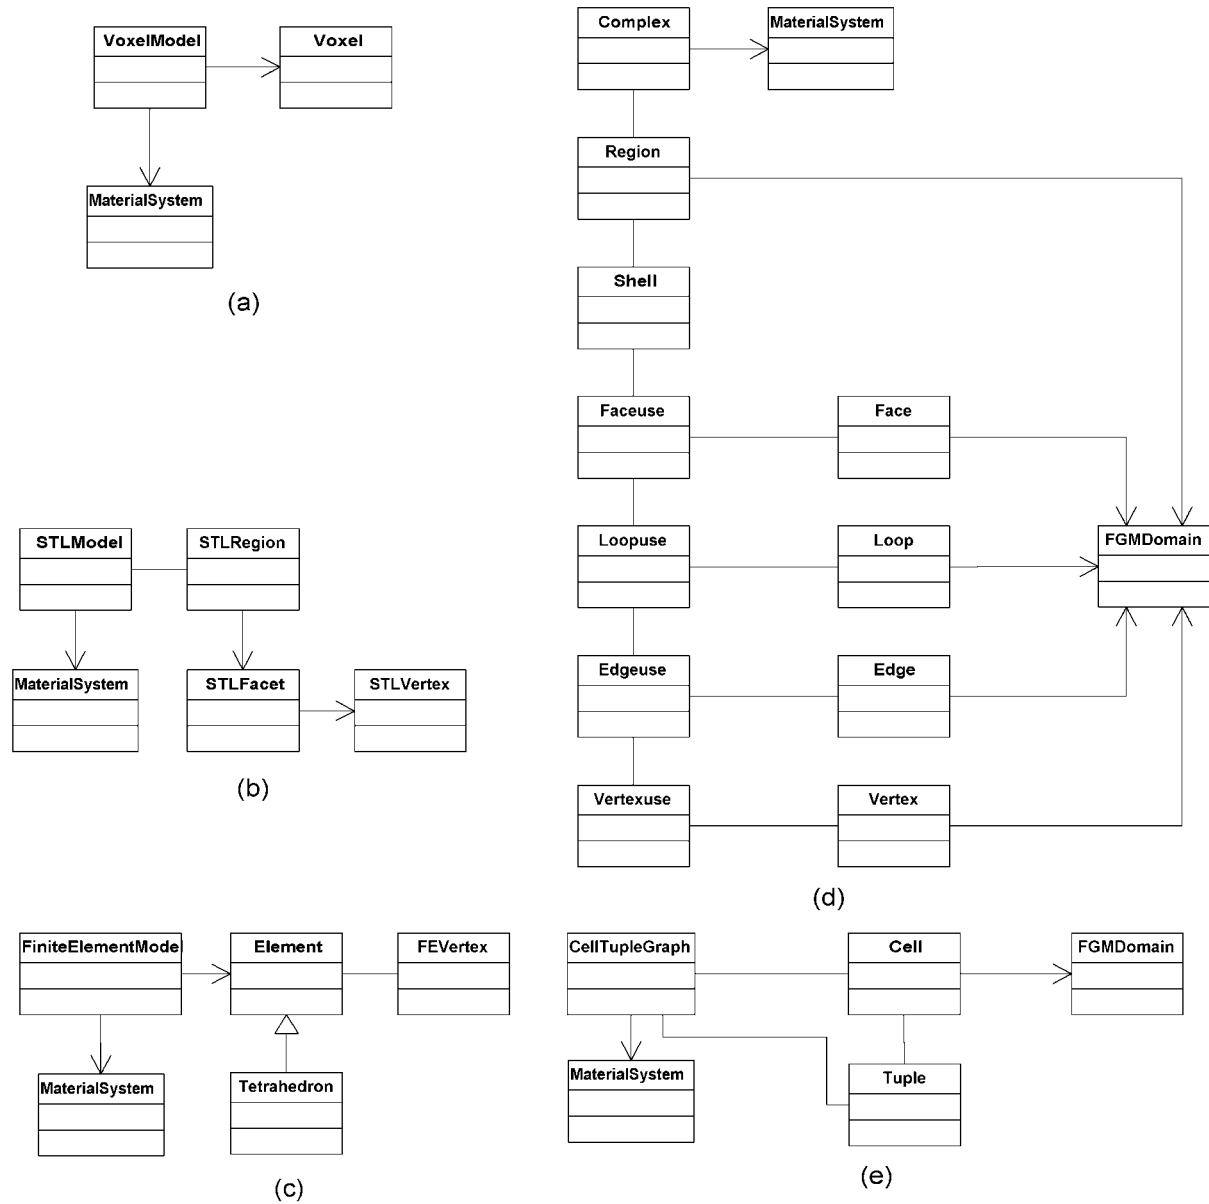 VoxelModel
Voxel
MaterialSystem
(a)
STLModel
STLRegion
MaterialSystem
STLFacet
STLVertex
(b)
FiniteElementModel
Element
FEVertex
MaterialSystem
Tetrahedron
(c)
Complex
MaterialSystem
Region
Shell
Faceuse
Face
Loopuse
Loop
FGMDomain
Edgeuse
Edge
Vertexuse
Vertex
(d)
CellTupleGraph
Cell
FGMDomain
MaterialSystem
Tuple
(e)